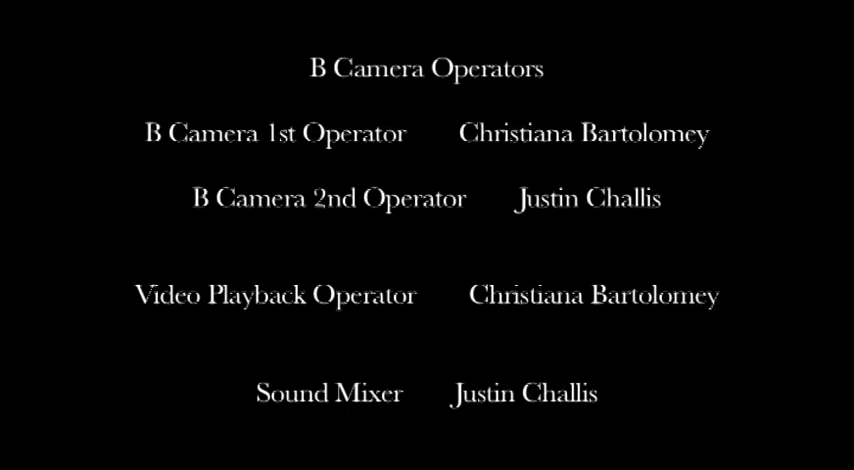 B Camera Operators
B Camera 1st Operator Christiana Bartolomey
B Camera 2nd Operator Justin Challis
Video Playback Operator Christiana Bartolomey
Sound Mixer Justin Challis